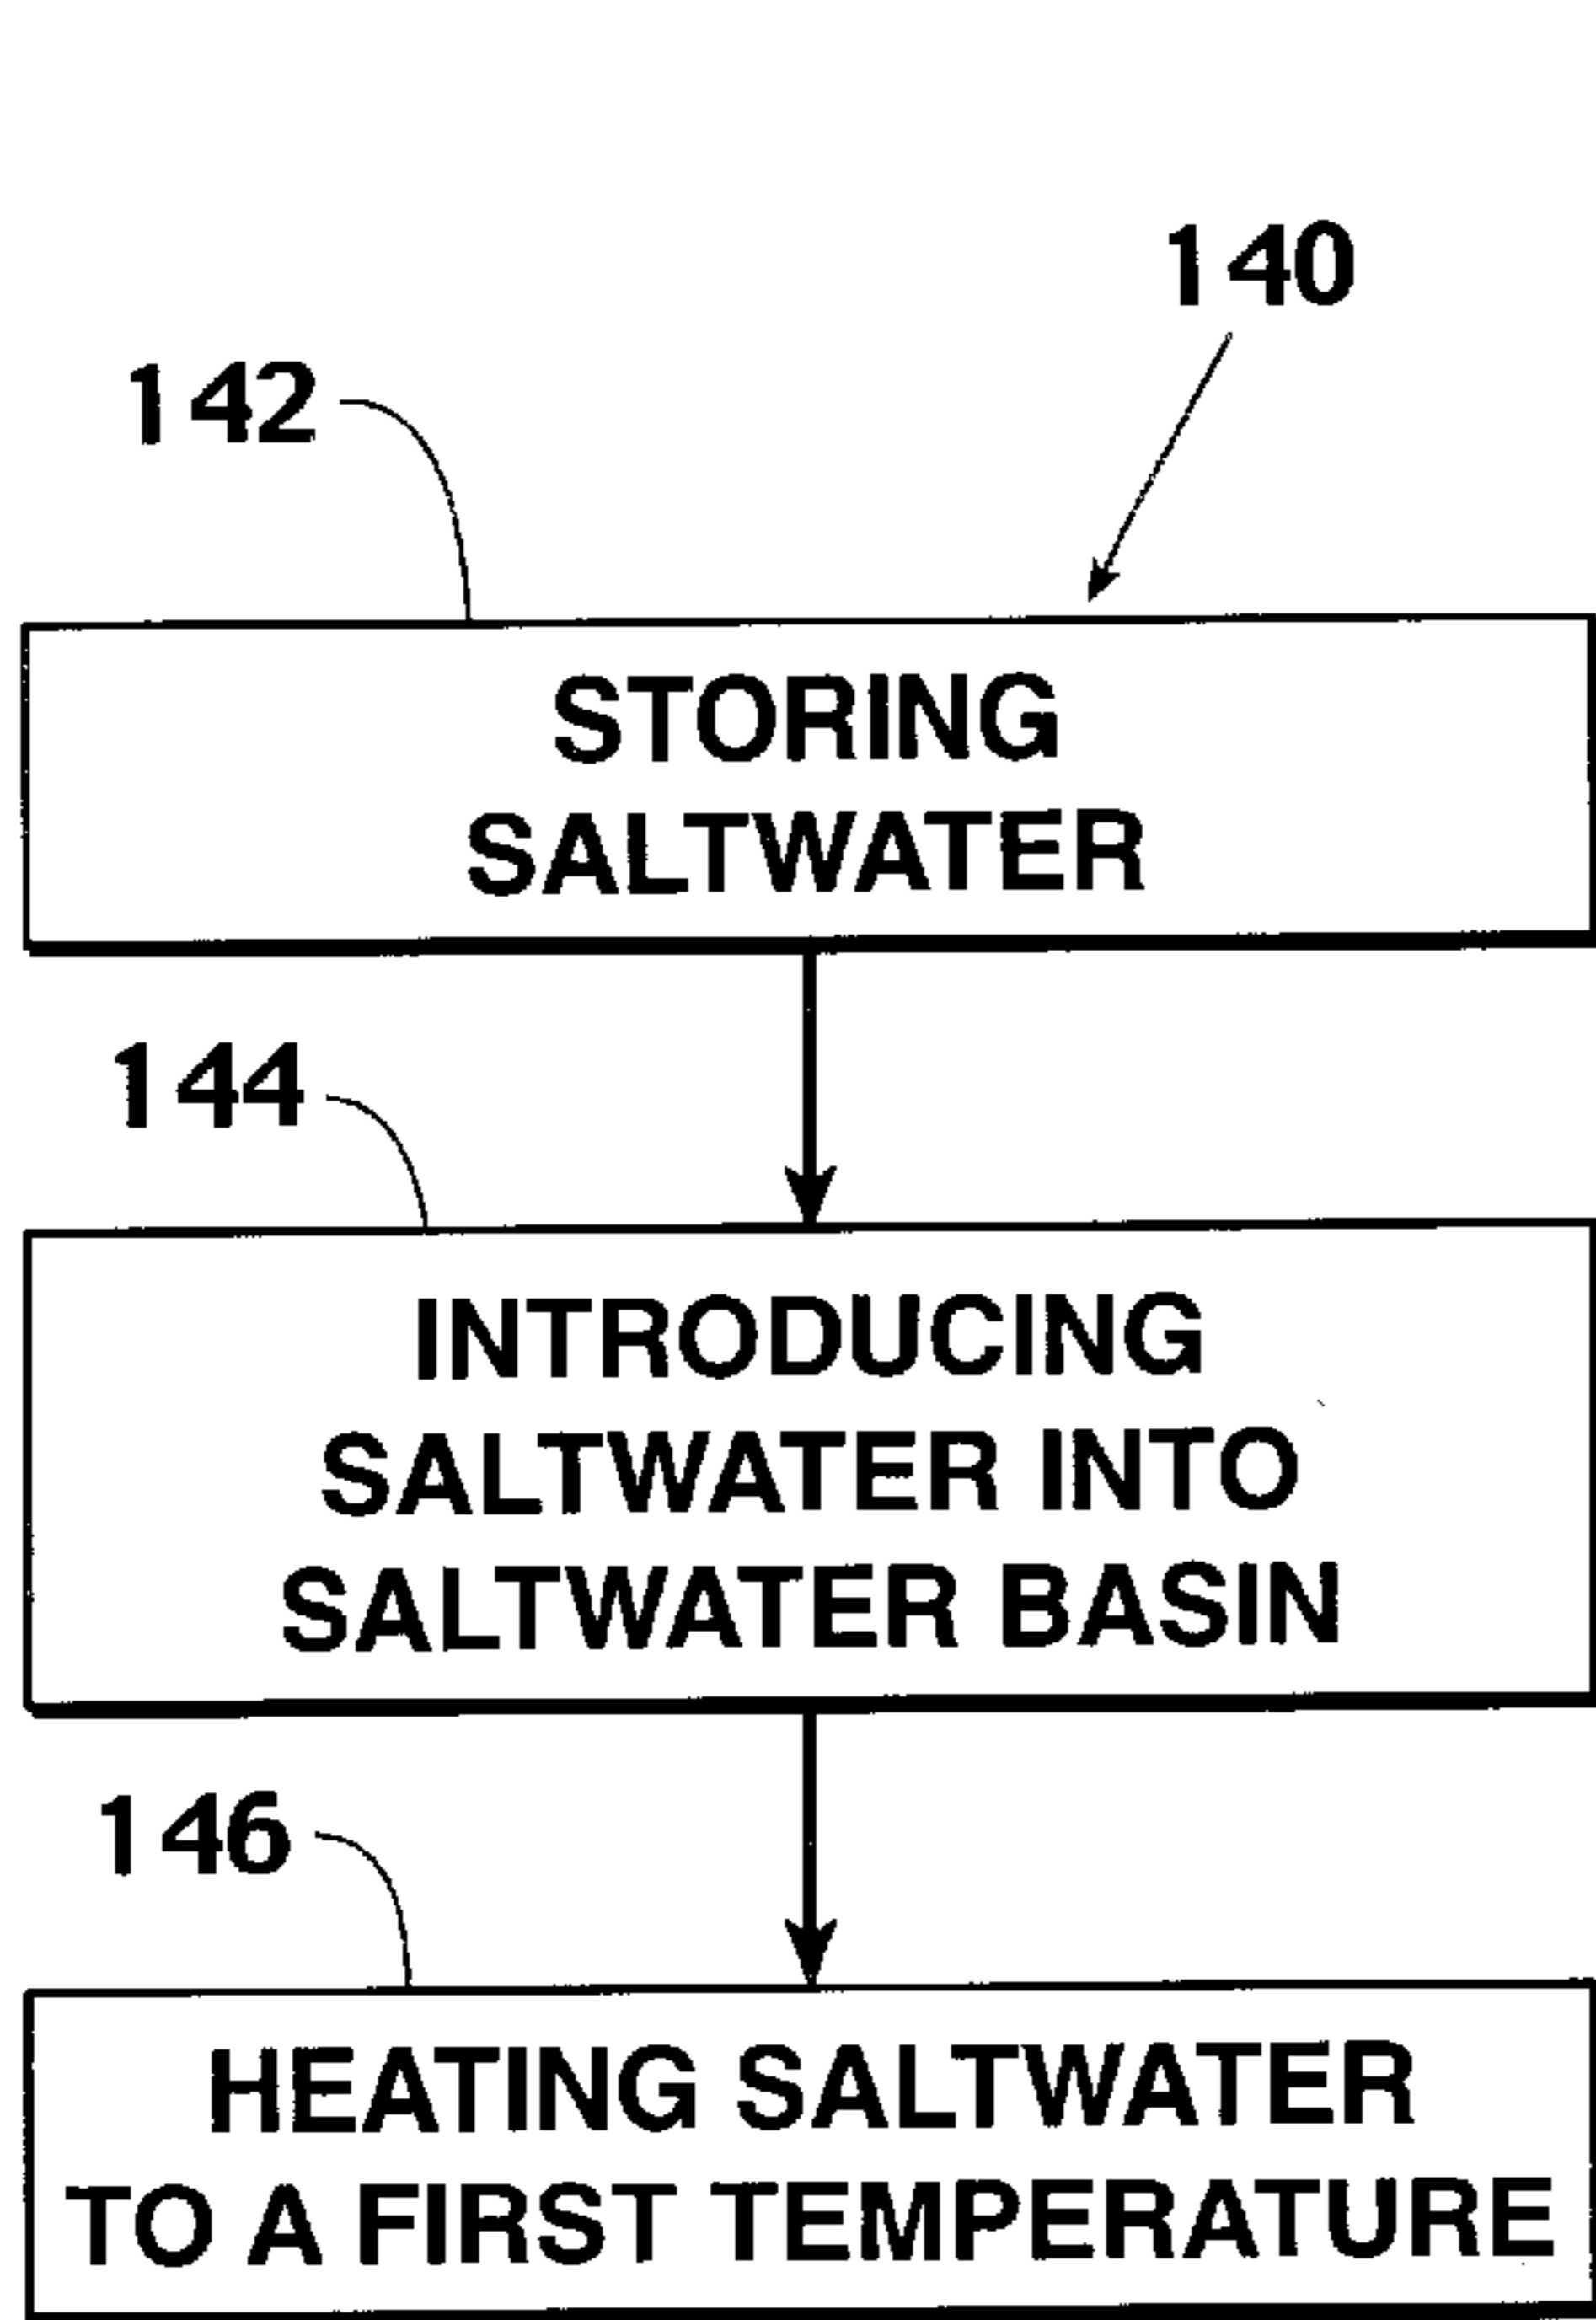 140
142
STORING
SALTWATER
144
INTRODUCING
SALTWATER INTO
SALTWATER BASIN
146
HEATING SALTWATER
TO A FIRST TEMPERATURE